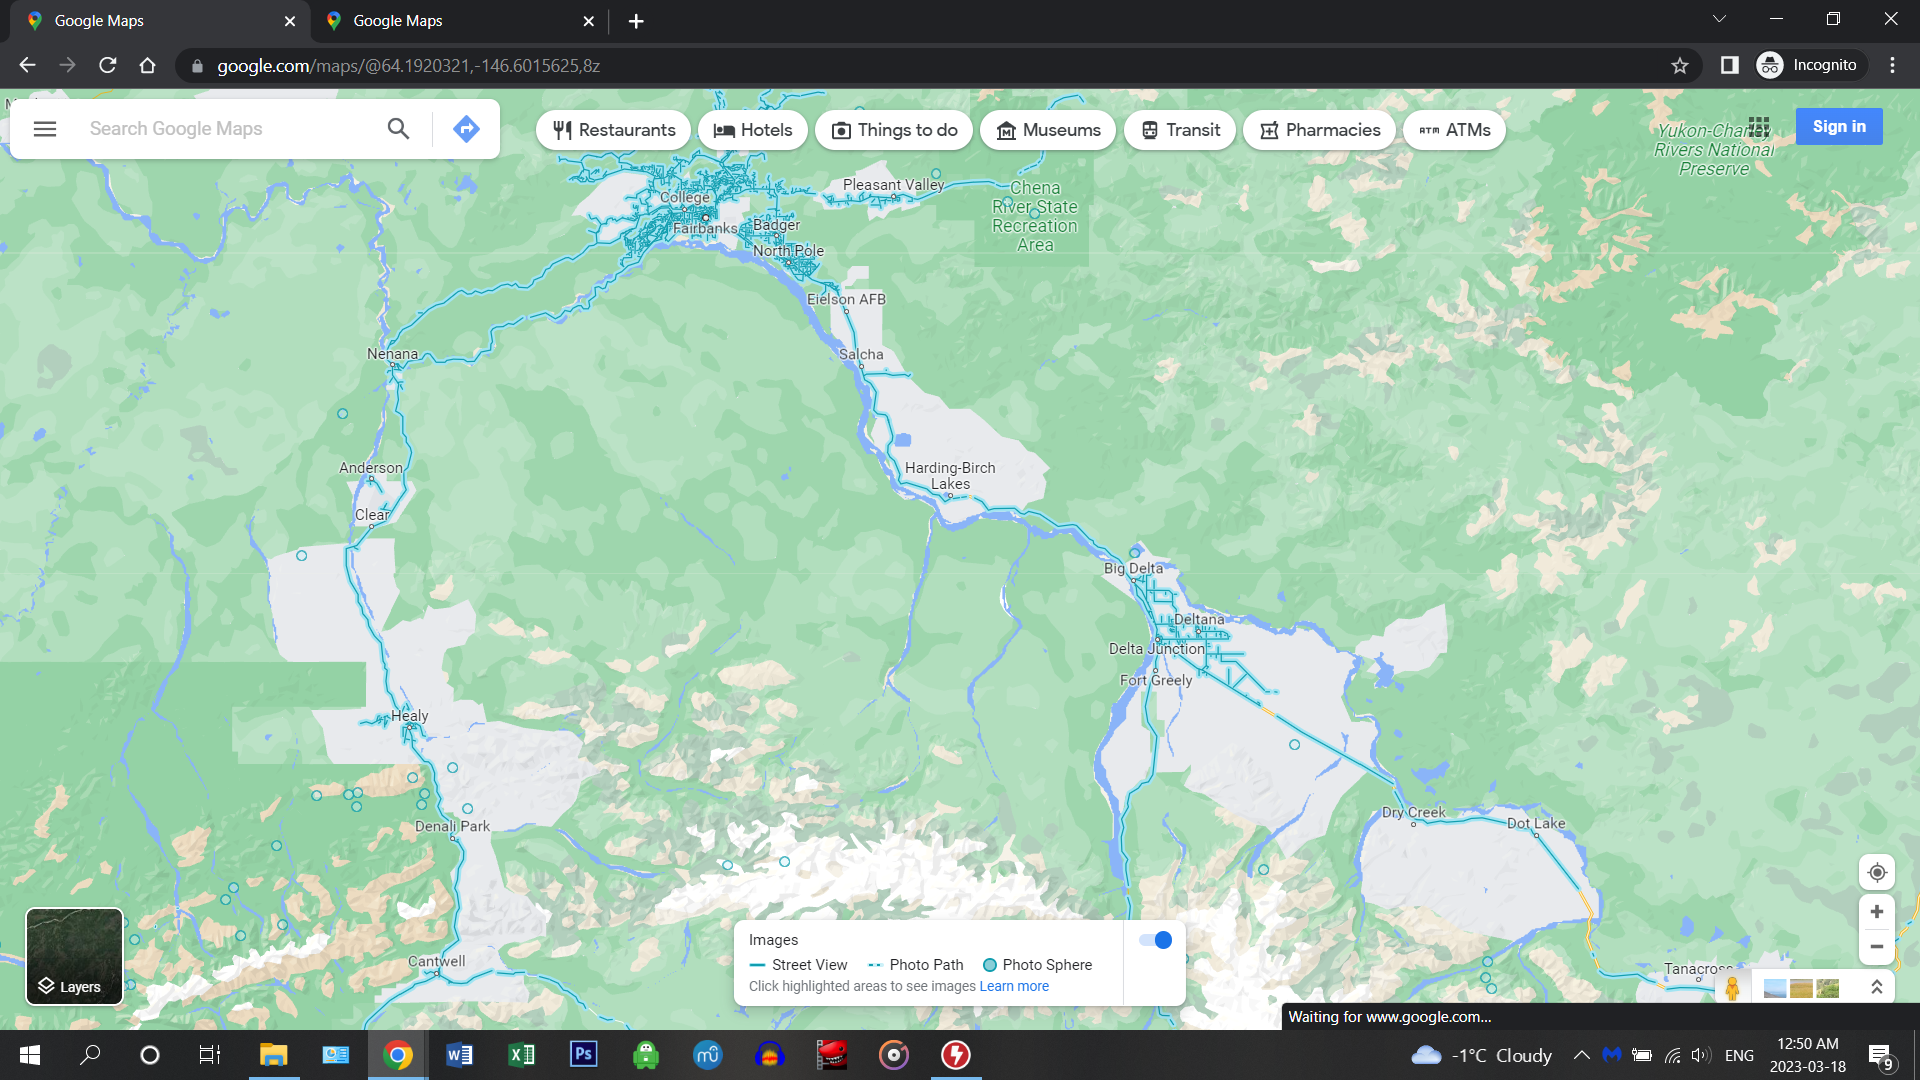 Google Maps
Google Maps
google.com/maps/@64.1920321,-146.6015625,8z
Incognito
Search Google Maps
Restaurants
Hotels
Things to do
Museums
Transit
Pharmacies
ATM ATMs
Sign in
Yukon-Charley
Rivers National
Preserve
Pleasant Valley
Chena
River State
Recreation
Area
College
Fairbanks
Badger
North Pole
Eielson AFB
Nenana
Salcha
Anderson
Harding-Birch
Lakes
Clear
Big Delta
Deltana
Delta Junction
Fort Greely
Healy
Denali Park
Dry Creek
Dot Lake
Cantwell
Tanacross
Layers
Images
Street View
Photo Path
Photo Sphere
Click highlighted areas to see images Learn more
Waiting for www.google.com...
W
X
Ps
-1°C Cloudy
ENG
12:50 AM
2023-03-18
9